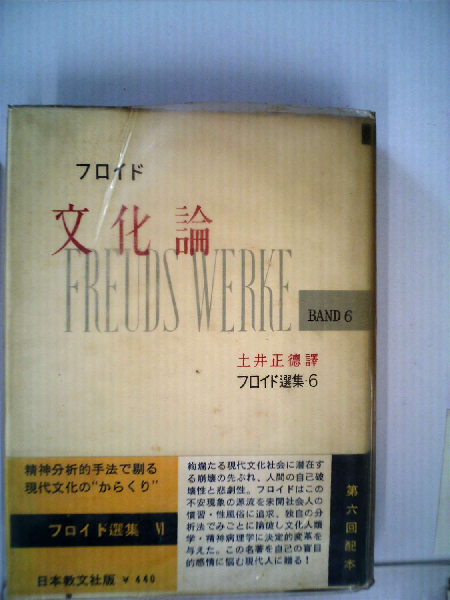 フロイド
文化論
FREUDS WERKE
BAND 6
土井正徳譯
フロイド選集·6
精神分析的手法で剔る
現代文化の"からくり"
フロイド選集 Ⅵ
日本教文社版 ¥440
絢爛たる現代文化社会に潜在す
る崩壊の先ぶれ、人間の自己破
壊性と悲劇性。フロイドはこの
不安現象の源流を未開社会人の
慣習・性風俗に追求、独自の分
析法でみごとに論破し文化人類
学・精神病理学に決定的変革を
与えた。この名著を自己の盲目
的感情に悩む現代人に贈る！
第六回配本